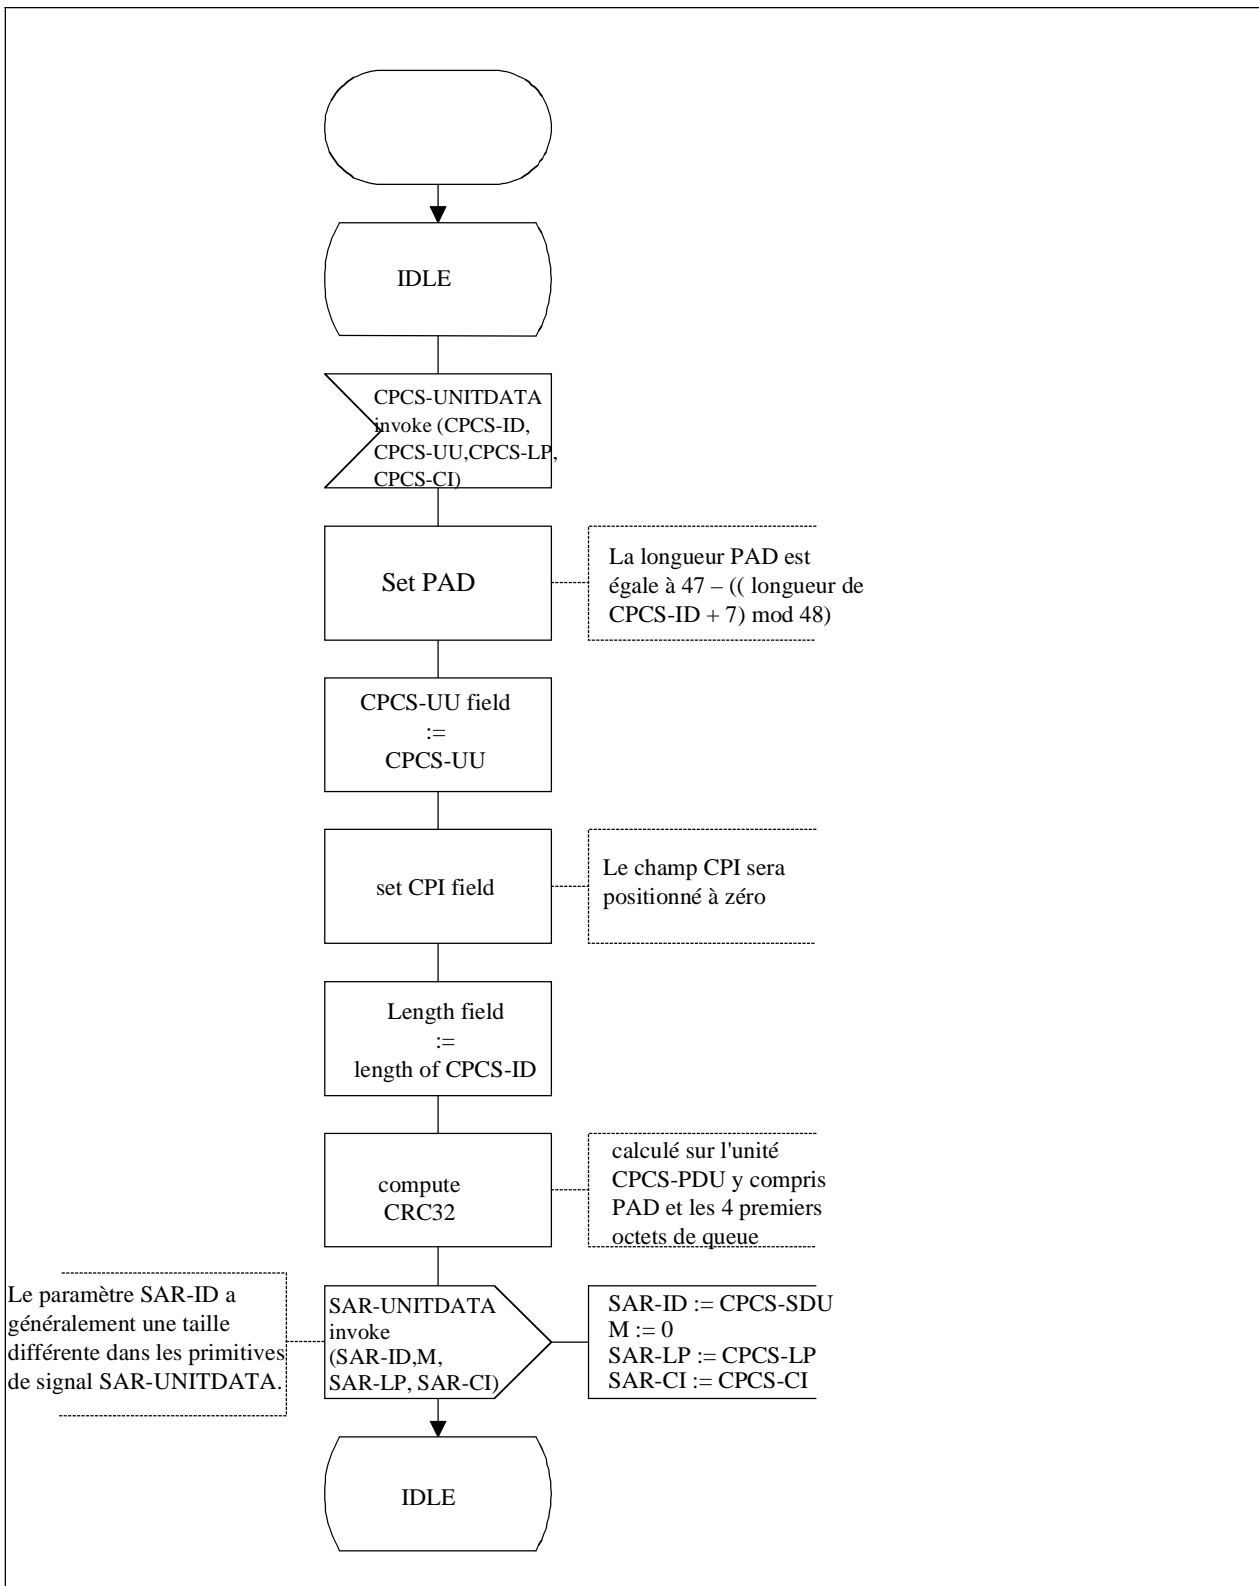 IDLE
CPCS-UNITDATA
invoke (CPCS-ID,
CPCS-UU,CPCS-LP,
CPCS-CI)
Set PAD
La longueur PAD est
égale à 47 – (( longueur de
CPCS-ID + 7) mod 48)
CPCS-UU field
:=
CPCS-UU
set CPI field
Le champ CPI sera
positionné à zéro
Length field
:=
length of CPCS-ID
compute
CRC32
calculé sur l'unité
CPCS-PDU y compris
PAD et les 4 premiers
octets de queue
Le paramètre SAR-ID a
généralement une taille
différente dans les primitives
de signal SAR-UNITDATA.
SAR-UNITDATA
invoke
(SAR-ID,M,
SAR-LP, SAR-CI)
SAR-ID := CPCS-SDU
M := 0
SAR-LP := CPCS-LP
SAR-CI := CPCS-CI
IDLE